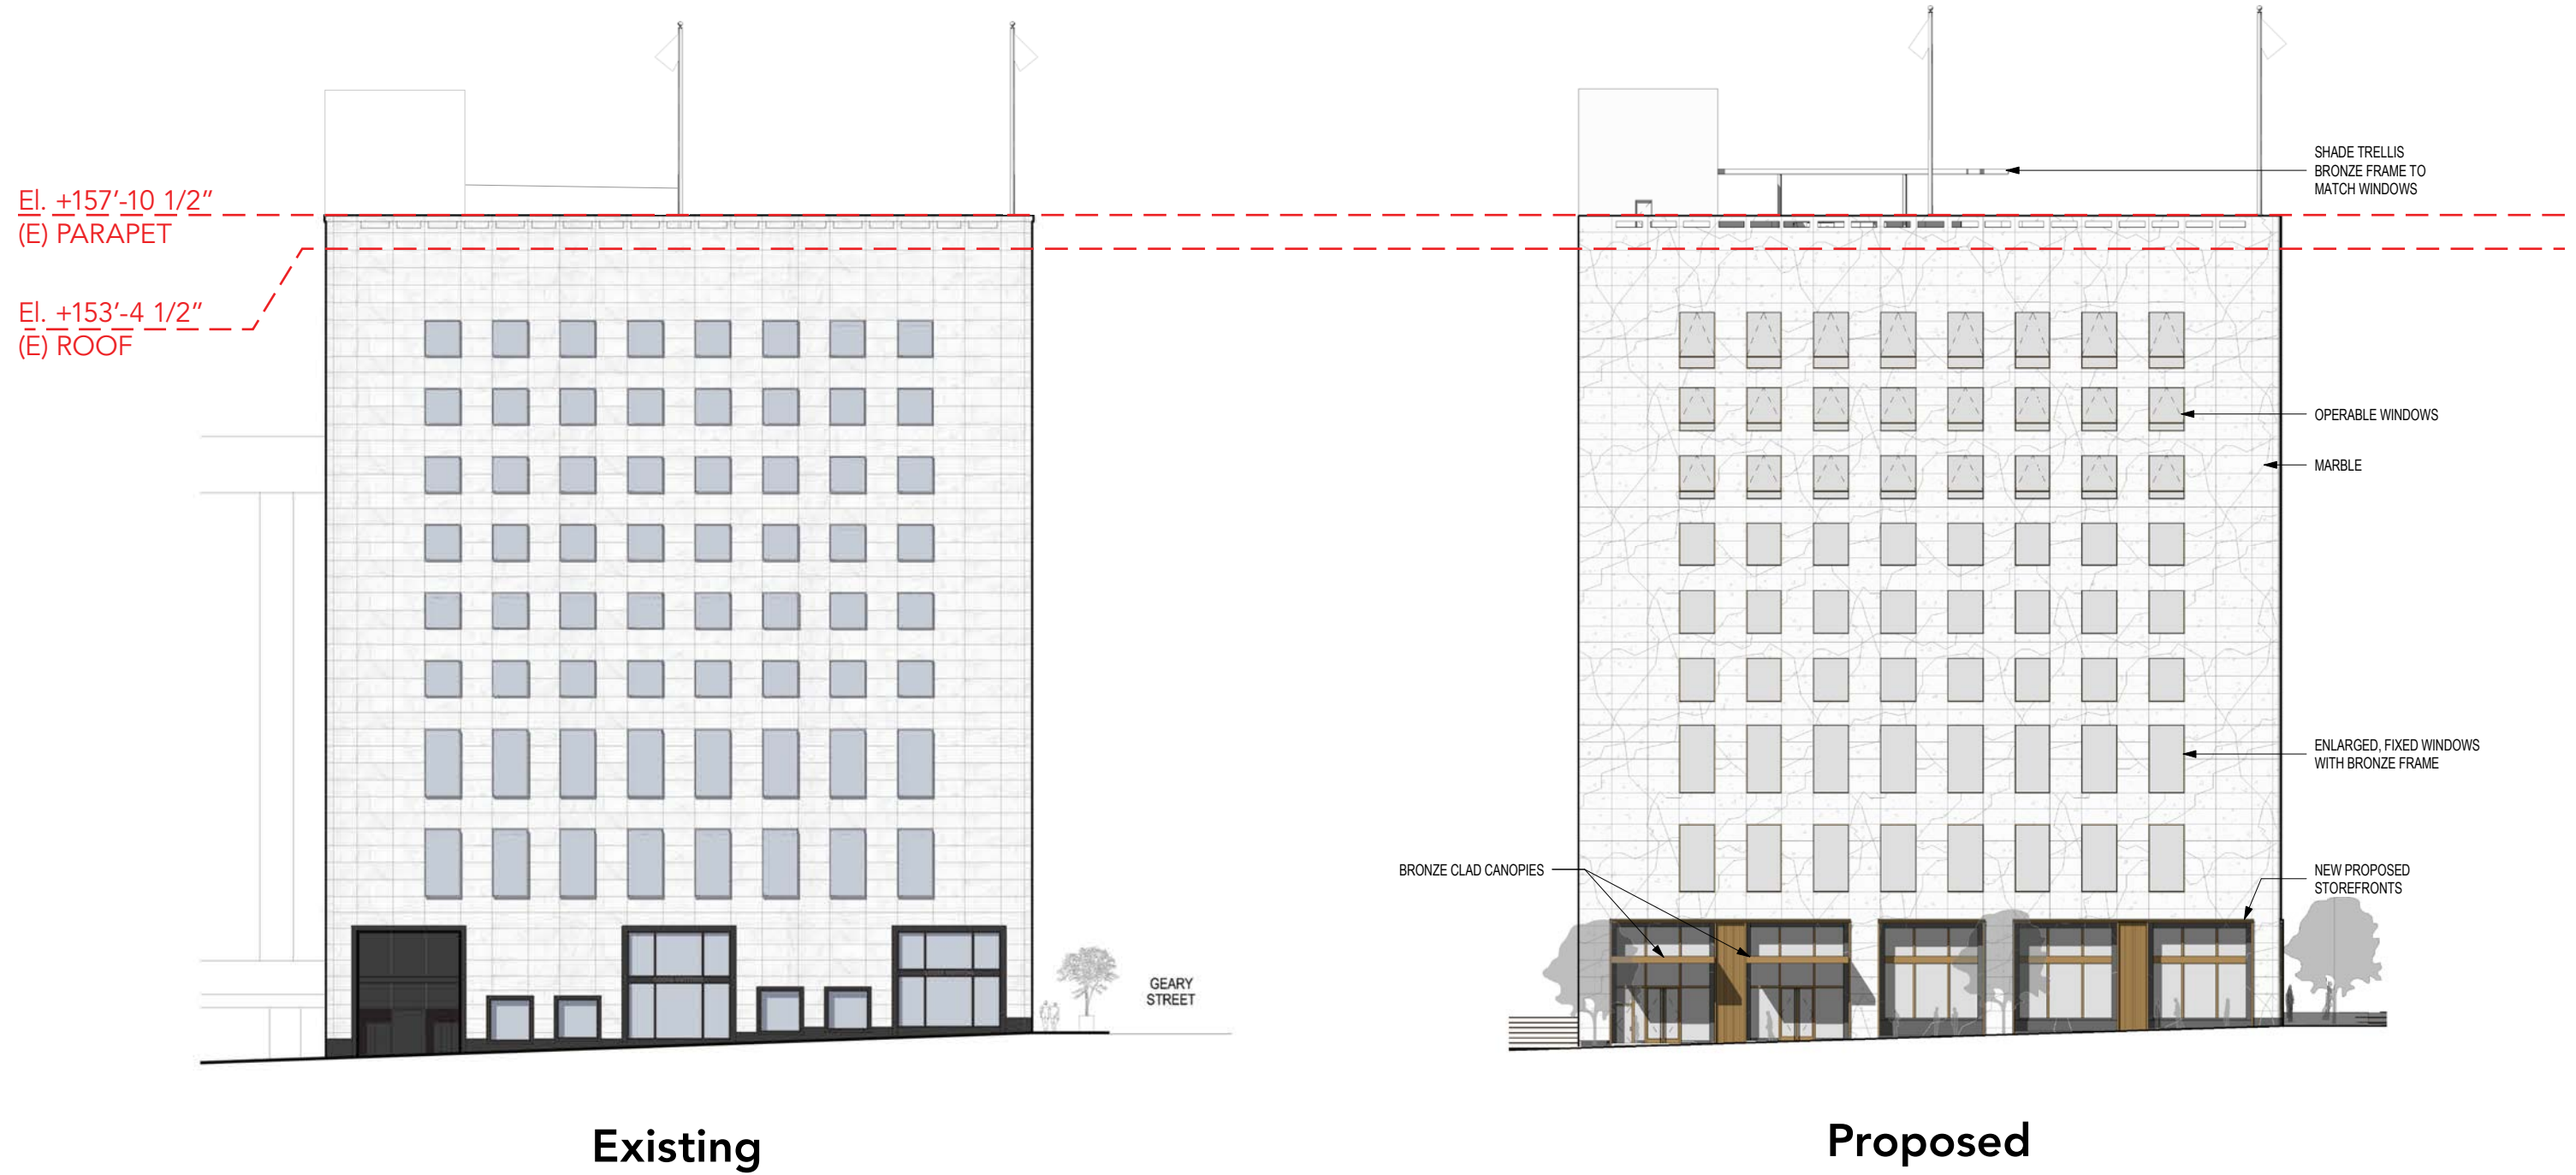 El. +157’-10 1/2”
(E) PARAPET
El. +153’-4 1/2”
(E) ROOF
GEARY
STREET
Existing
SHADE TRELLIS
BRONZE FRAME TO
MATCH WINDOWS
OPERABLE WINDOWS
MARBLE
ENLARGED, FIXED WINDOWS
WITH BRONZE FRAME
BRONZE CLAD CANOPIES
NEW PROPOSED
STOREFRONTS
Proposed